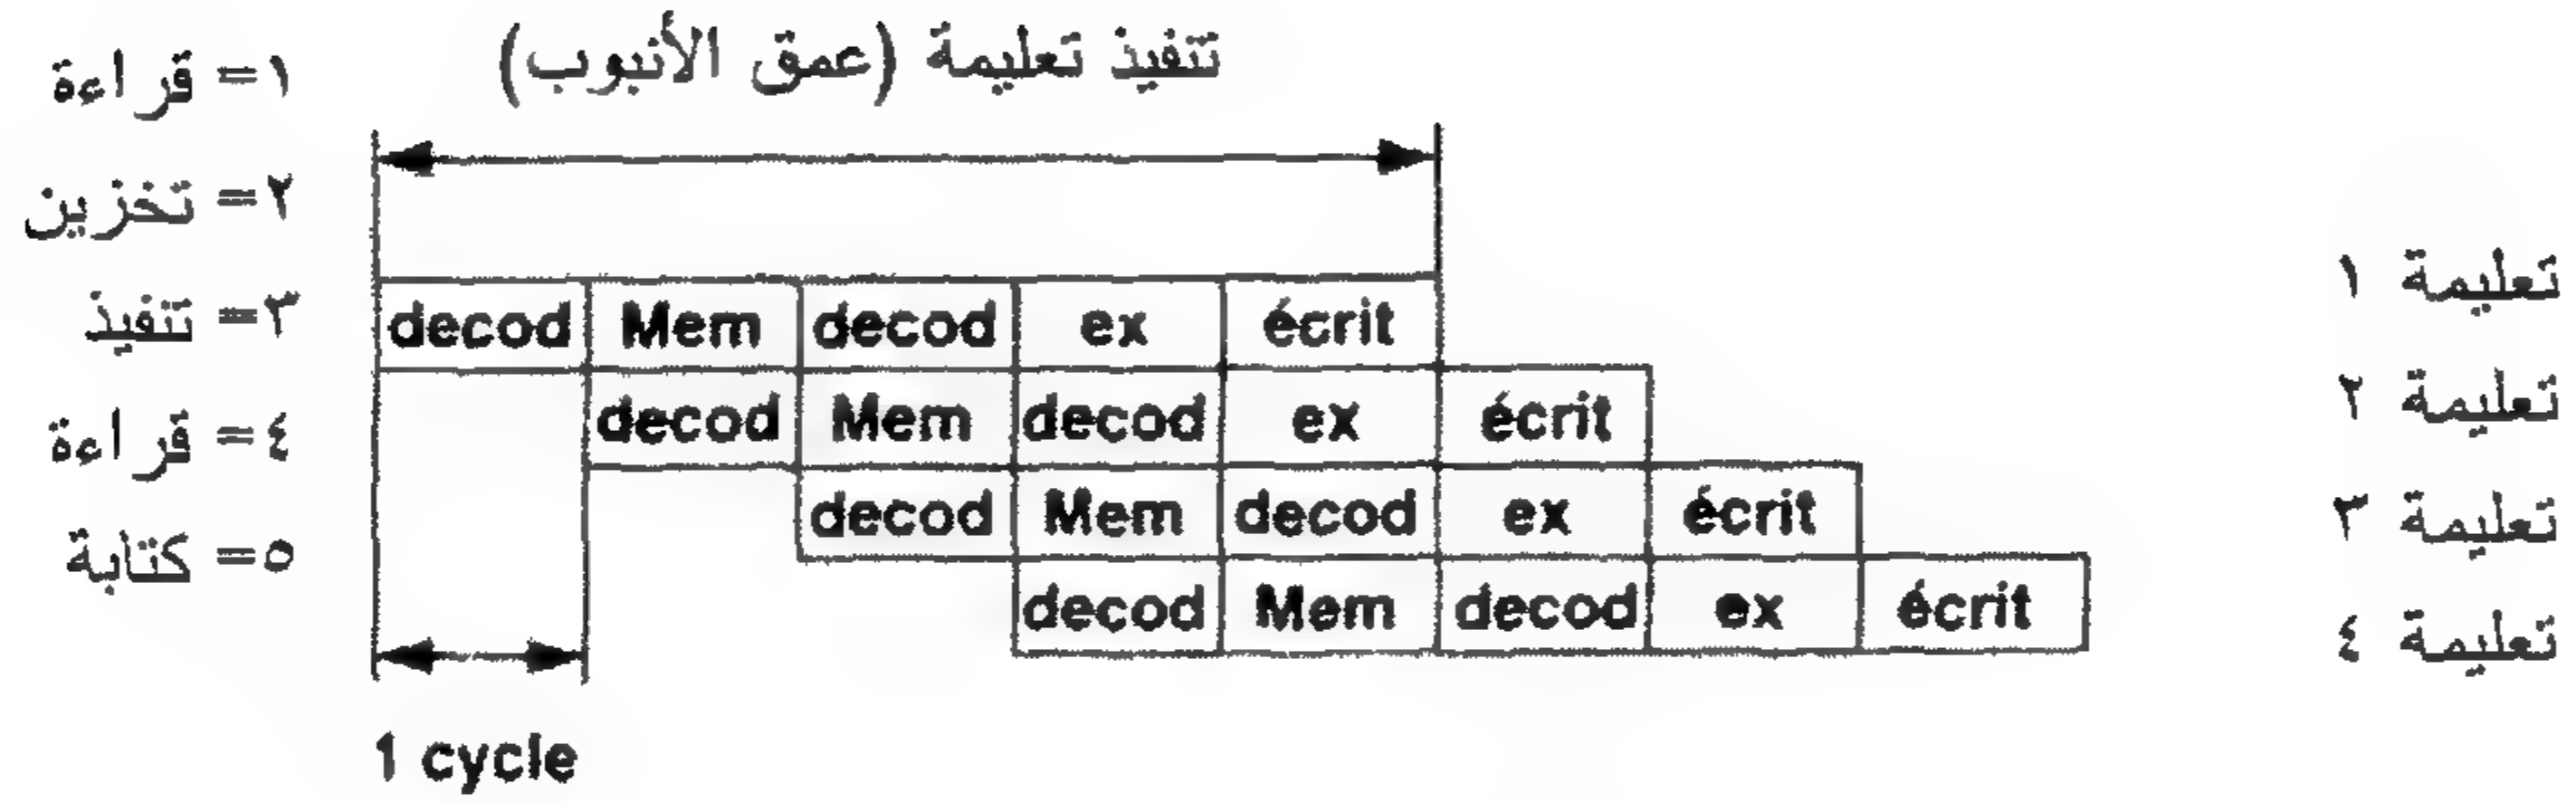 تنفيذ تعليمة (عمق الأنبوب)
١= قراءة
٢= تخزين
٣= تنفيذ
٤= قراءة
٥= كتابة
decod Mem decod ex écrit
decod Mem decod ex écrit
decod Mem decod ex écrit
decod Mem decod ex écrit
تعليمة ١
تعليمة ٢
تعليمة ٣
تعليمة ٤
1 cycle